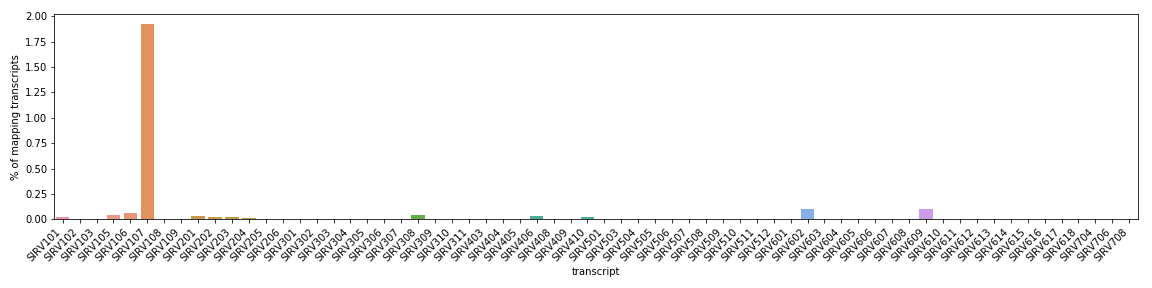 % of mapping transcripts
2.00
1.75
1.50
1.25
1.00
0.75
0.50
0.25
0.00
SIRV101
SIRV102
SIRV103
SIRV105
SIRV106
SIRV107
SIRV108
SIRV109
SIRV201
SIRV202
SIRV203
SIRV204
SIRV205
SIRV206
SIRV301
SIRV302
SIRV303
SIRV304
SIRV305
SIRV306
SIRV307
SIRV308
SIRV309
SIRV310
SIRV311
SIRV403
SIRV404
SIRV405
SIRV406
SIRV408
SIRV409
SIRV410
SIRV501
SIRV503
SIRV504
SIRV505
SIRV506
SIRV507
SIRV508
SIRV509
SIRV510
SIRV511
SIRV512
SIRV601
SIRV602
SIRV603
SIRV604
SIRV605
SIRV606
SIRV607
SIRV608
SIRV609
SIRV610
SIRV611
SIRV612
SIRV613
SIRV614
SIRV615
SIRV616
SIRV617
SIRV618
SIRV704
SIRV706
SIRV708
transcript